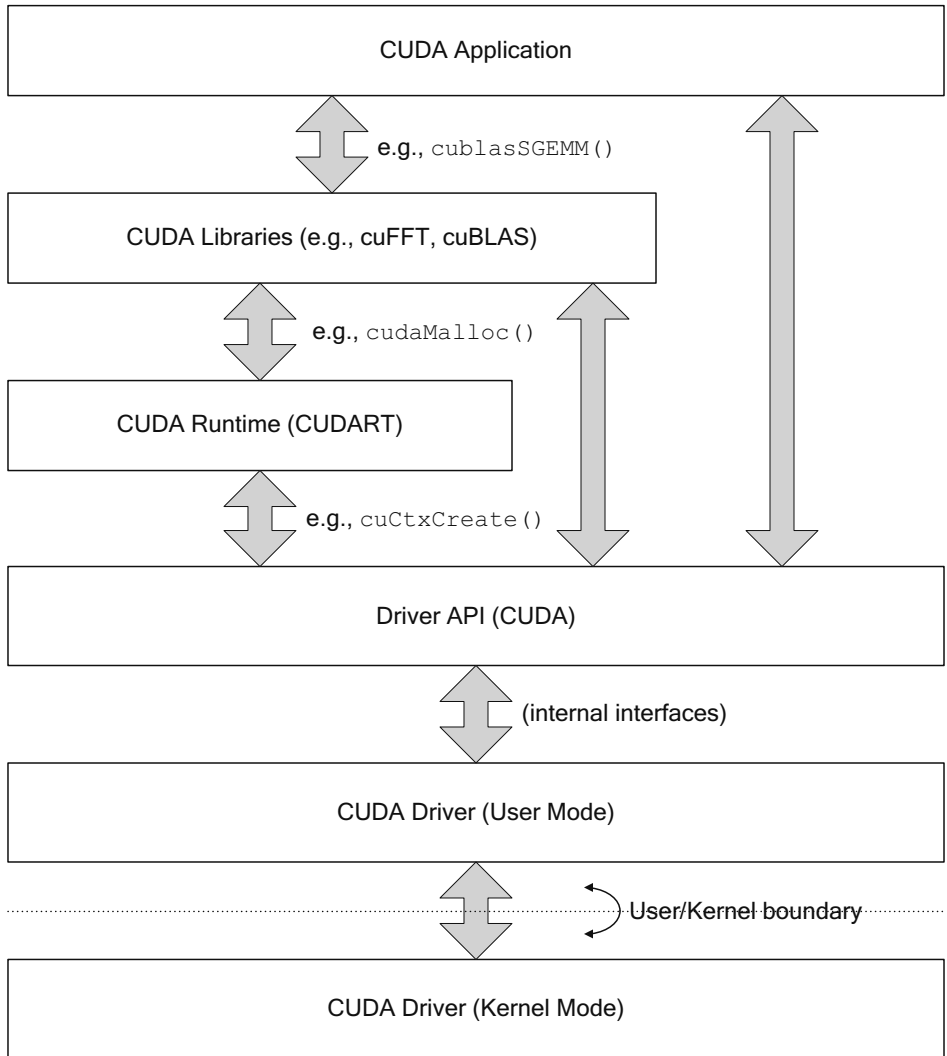 CUDA Application
e.g., cublasSGEMM()
CUDA Libraries (e.g., cuFFT, cuBLAS)
e.g., cudaMalloc()
CUDA Runtime (CUDART)
e.g., cuCtxCreate()
Driver API (CUDA)
(internal interfaces)
CUDA Driver (User Mode)
User/Kernel boundary
CUDA Driver (Kernel Mode)